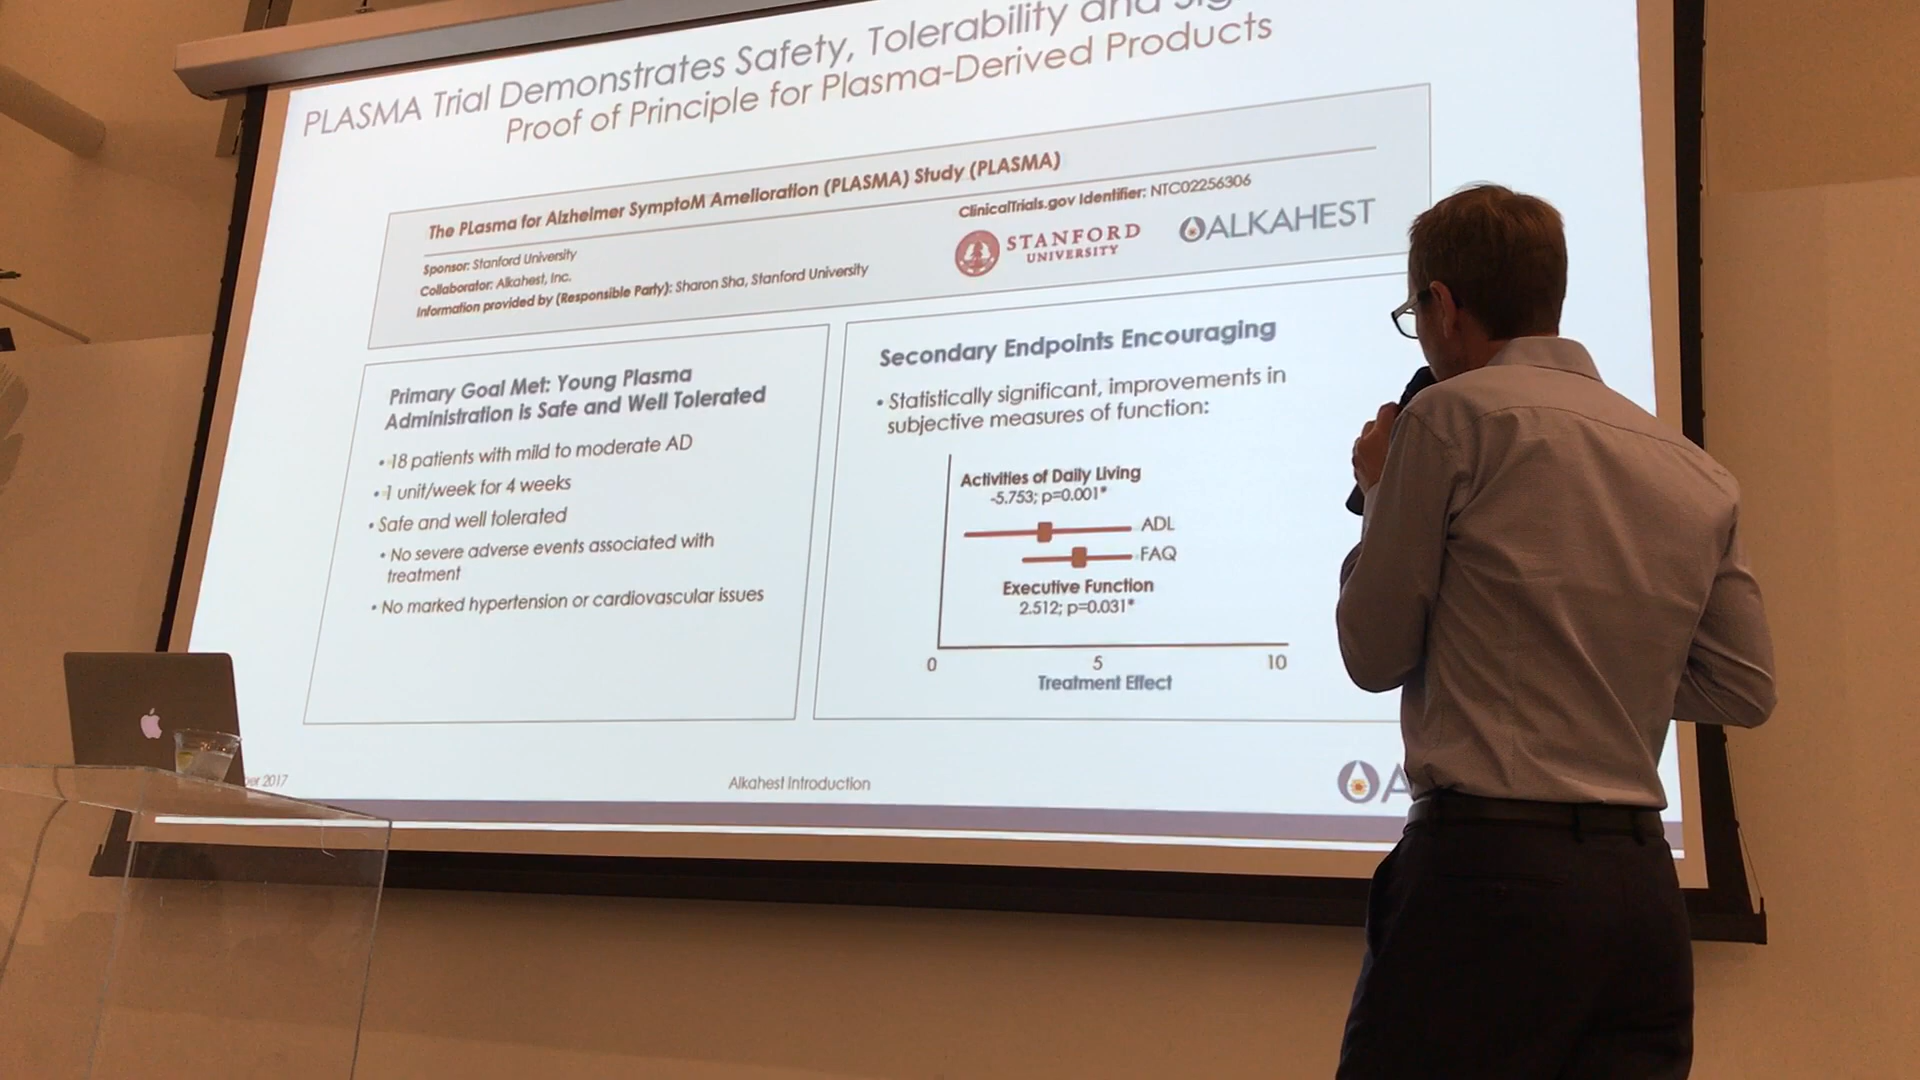 PLASMA Trial Demonstrates Safety, Tolerability and
Proof of Principle for Plasma-Derived Products
The PLasma for Alzheimer SymptoM Amelioration (PLASMA) Study (PLASMA)
Sponsor: Stanford University
Collaborator: Alkahest, Inc.
Information provided by (Responsible Party): Sharon Sha, Stanford University
ClinicalTrials.gov Identifier: NTC02256306
STANFORD
UNIVERSITY
ALKAHEST
Primary Goal Met: Young Plasma
Administration is Safe and Well Tolerated
• 18 patients with mild to moderate AD
• 1 unit/week for 4 weeks
• Safe and well tolerated
• No severe adverse events associated with
treatment
• No marked hypertension or cardiovascular issues
Secondary Endpoints Encouraging
• Statistically significant, improvements in
subjective measures of function:
Activities of Daily Living
-5.753; p=0.001*
ADL
FAQ
Executive Function
2.512; p=0.031*
0 5 10
Treatment Effect
2017
Alkahest Introduction
A